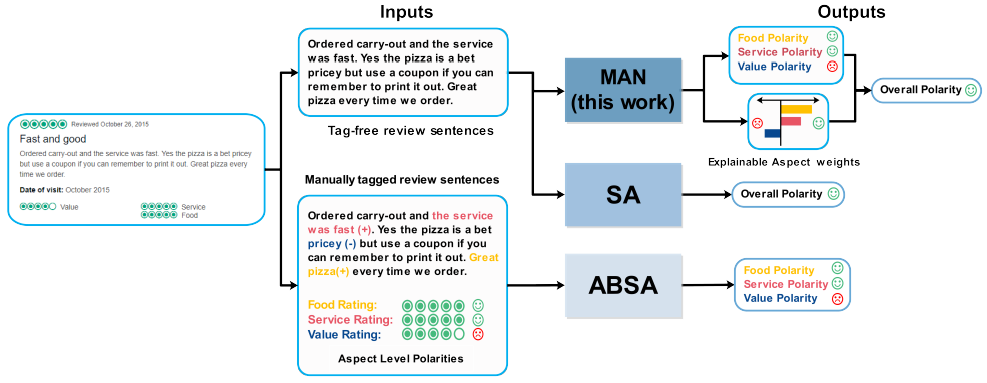 Inputs
Outputs
Reviewed October 26, 2015
Fast and good
Ordered carry-out and the service was fast. Yes the pizza is a bet pricey
but use a coupon if you can remember to print it out. Great pizza every
time we order.
Date of visit: October 2015
Value
Service
Food
Ordered carry-out and the service
was fast. Yes the pizza is a bet
pricey but use a coupon if you can
remember to print it out. Great
pizza every time we order.
Tag-free review sentences
Manually tagged review sentences
Ordered carry-out and the service
was fast (+). Yes the pizza is a bet
pricey (-) but use a coupon if you
can remember to print it out. Great
pizza(+) every time we order.
Food Rating:
Service Rating:
Value Rating:
Aspect Level Polarities
MAN
(this work)
SA
ABSA
Food Polarity
Service Polarity
Value Polarity
Explainable Aspect weights
Overall Polarity
Overall Polarity
Food Polarity
Service Polarity
Value Polarity